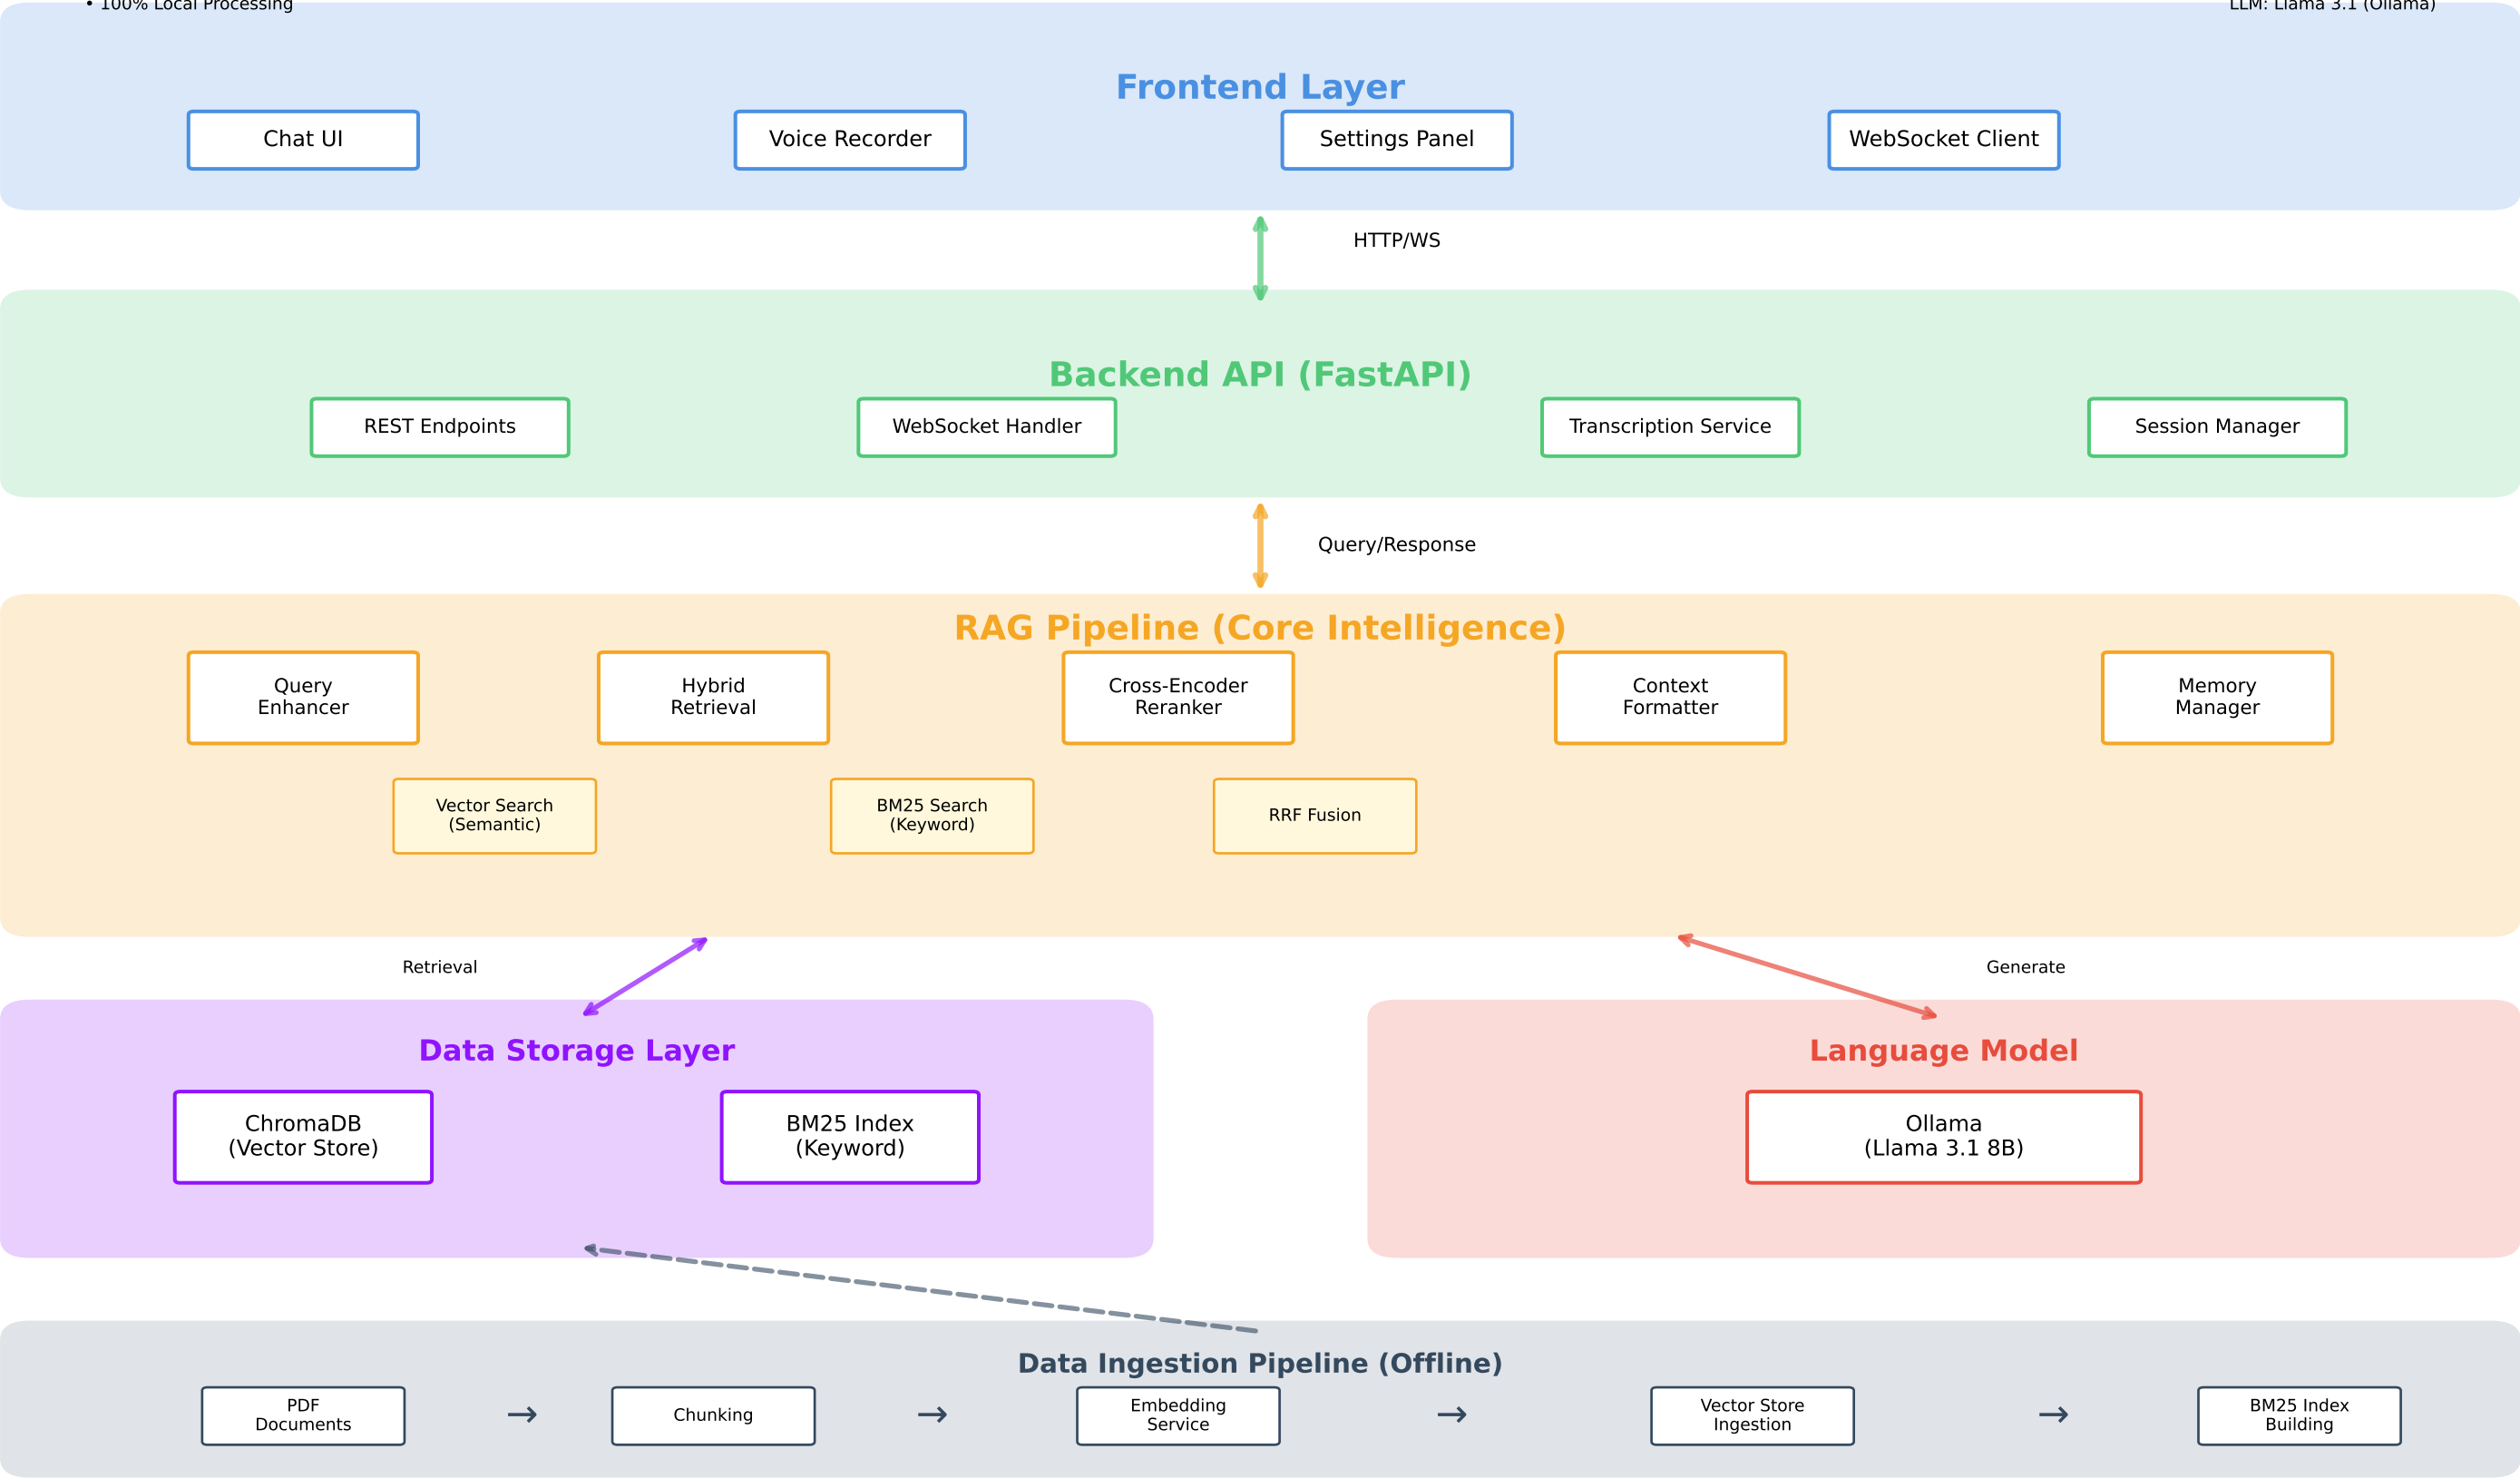 • 100% Local Processing
LLM: Llama 3.1 (Ollama)
Frontend Layer
Chat UI
Voice Recorder
Settings Panel
WebSocket Client
HTTP/WS
Backend API (FastAPI)
REST Endpoints
WebSocket Handler
Transcription Service
Session Manager
Query/Response
RAG Pipeline (Core Intelligence)
Query
Enhancer
Hybrid
Retrieval
Cross-Encoder
Reranker
Context
Formatter
Memory
Manager
Vector Search
(Semantic)
BM25 Search
(Keyword)
RRF Fusion
Retrieval
Generate
Data Storage Layer
ChromaDB
(Vector Store)
BM25 Index
(Keyword)
Language Model
Ollama
(Llama 3.1 8B)
Data Ingestion Pipeline (Offline)
PDF
Documents
→
Chunking
→
Embedding
Service
→
Vector Store
Ingestion
→
BM25 Index
Building